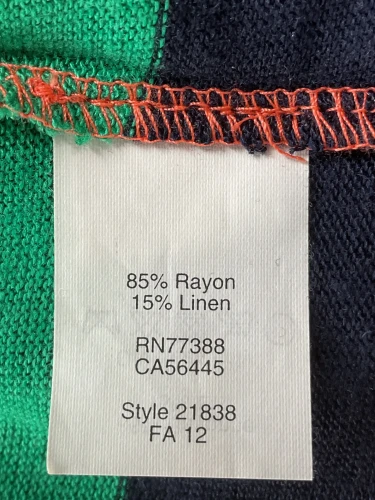 85% Rayon
15% Linen
RN77388
CA56445
Style 21838
FA 12